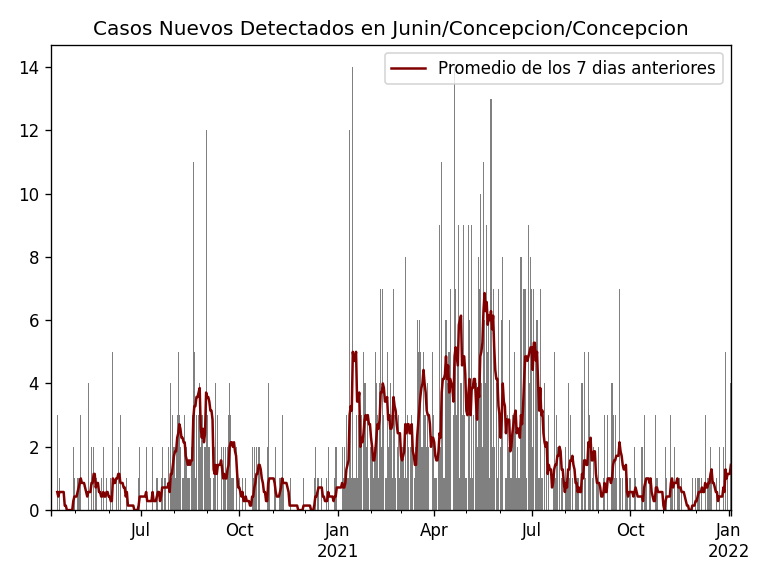 Casos Nuevos Detectados en Junin/Concepcion/Concepcion
Promedio de los 7 dias anteriores
14
12
10
8
6
4
2
0
Jul
Oct
Jan
2021
Apr
Jul
Oct
Jan
2022